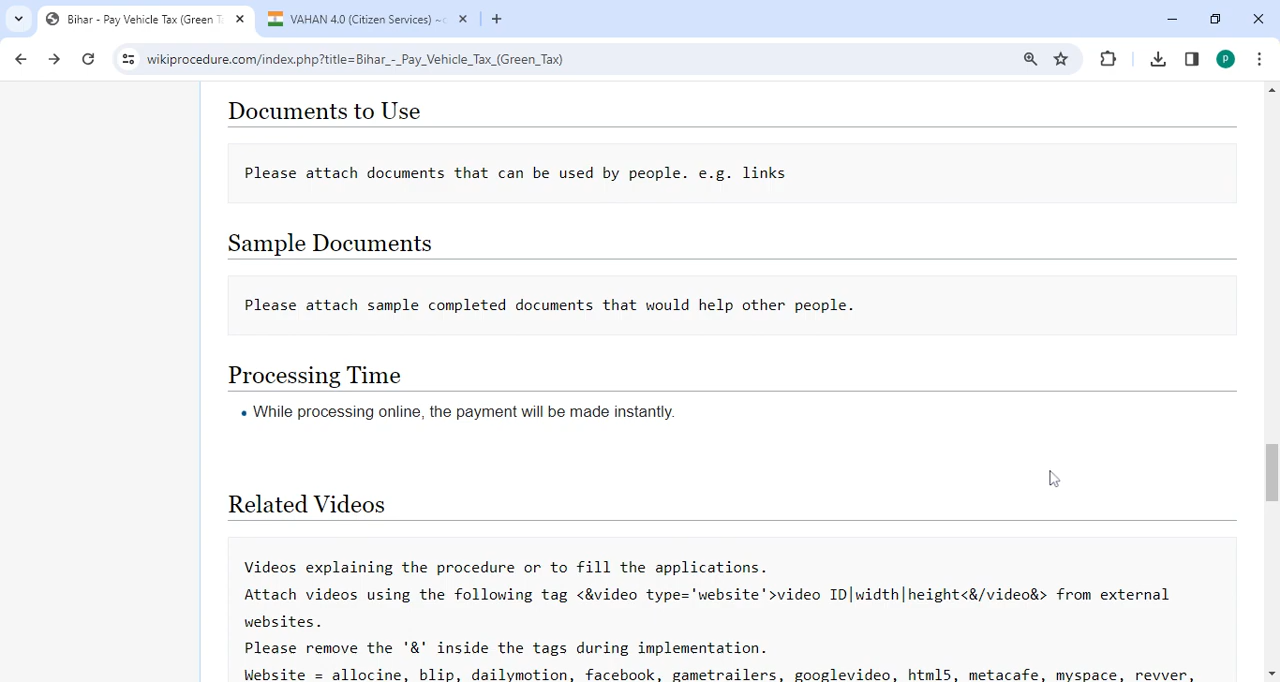 Bihar - Pay Vehicle Tax (Green T
VAHAN 4.0 (Citizen Services) ~
wikiprocedure.com/index.php?title=Bihar_-_Pay_Vehicle_Tax_(Green_Tax)
P
Documents to Use
Please attach documents that can be used by people. e.g. links
Sample Documents
Please attach sample completed documents that would help other people.
Processing Time
• While processing online, the payment will be made instantly.
Related Videos
Videos explaining the procedure or to fill the applications.
Attach videos using the following tag <&video type='website'>video ID|width|height<&/video&> from external
websites.
Please remove the '&' inside the tags during implementation.
Website = allocine, blip, dailymotion, facebook, gametrailers, googlevideo, html5, metacafe, myspace, revver,